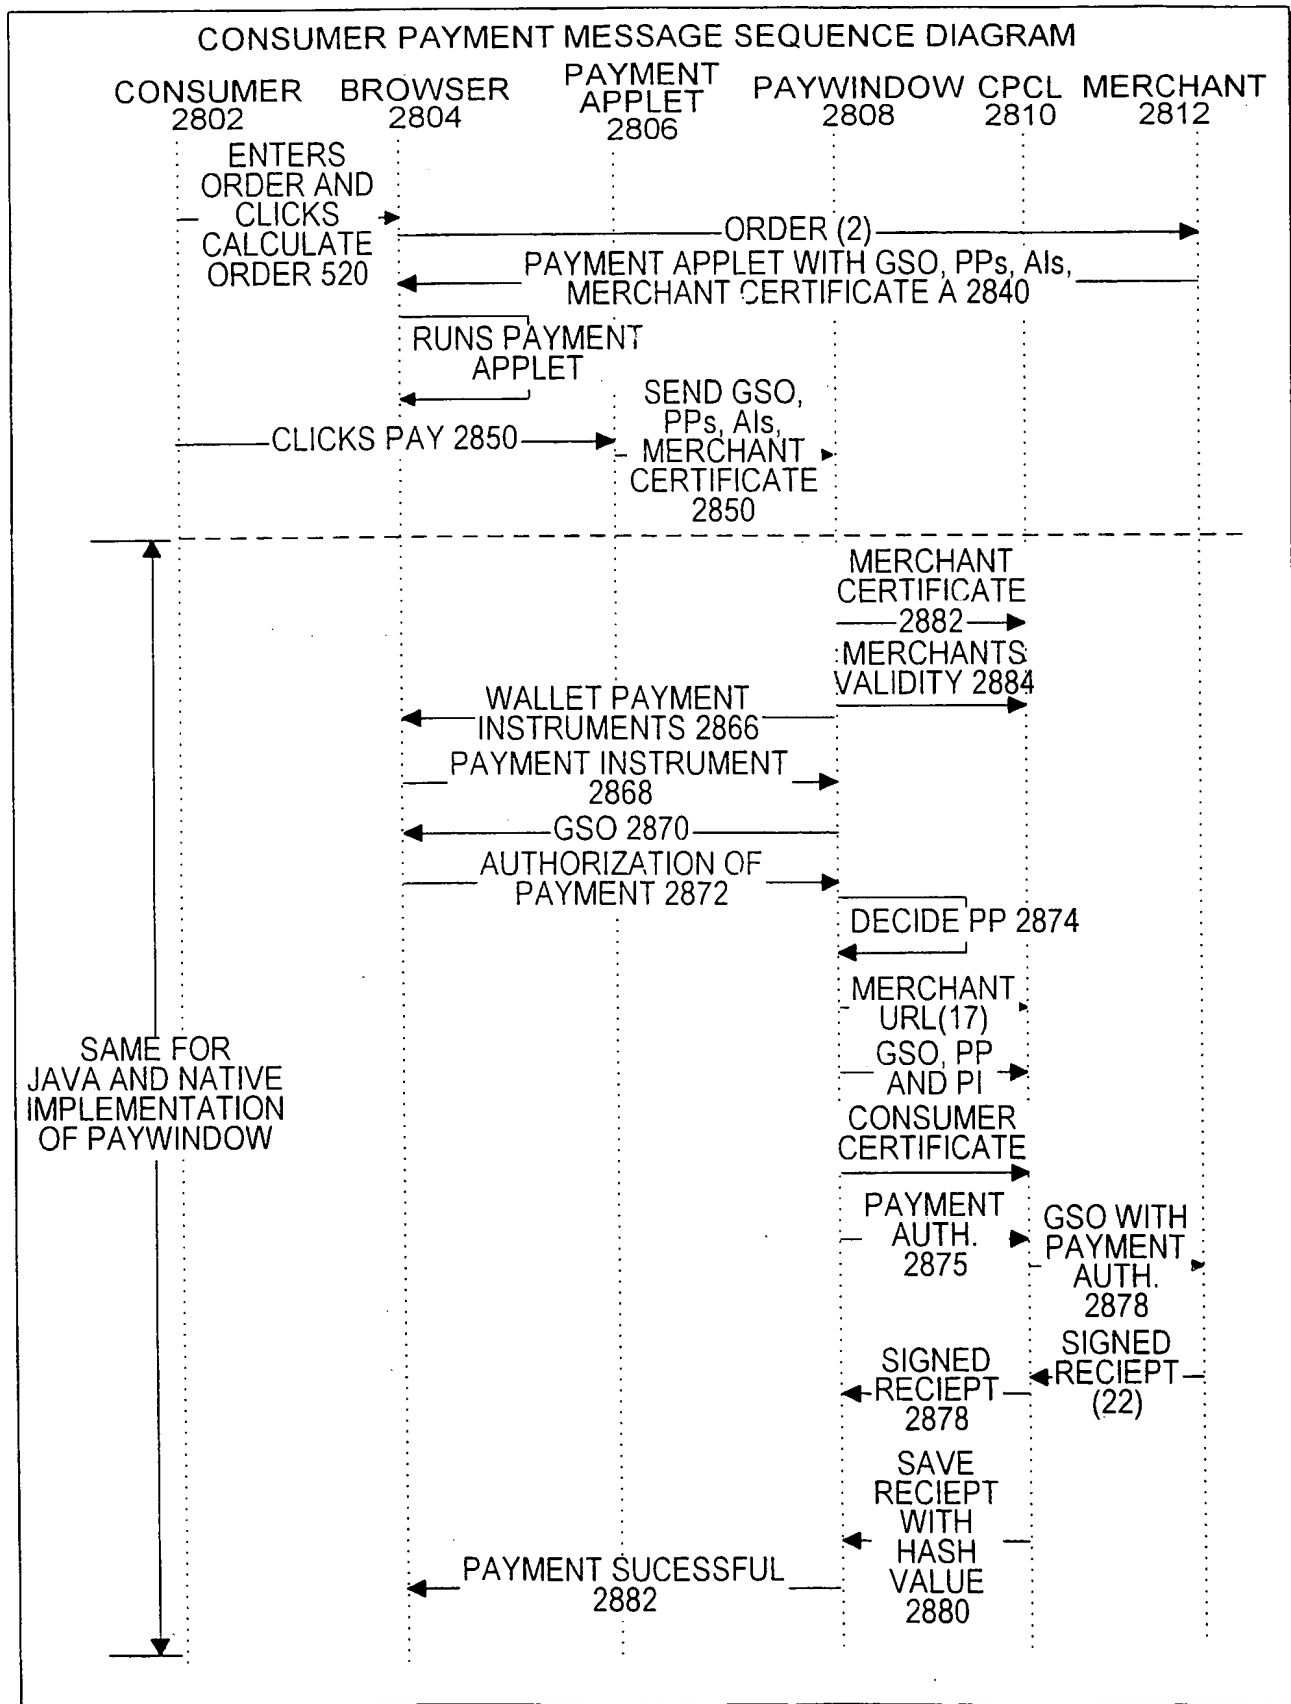 CONSUMER PAYMENT MESSAGE SEQUENCE DIAGRAM
CONSUMER
2802
BROWSER
2804
PAYMENT
APPLET
2806
PAYWINDOW
2808
CPCL
2810
MERCHANT
2812
ENTERS
ORDER AND
CLICKS
CALCULATE
ORDER 520
ORDER (2)
PAYMENT APPLET WITH GSO, PPs, AIs,
MERCHANT CERTIFICATE A 2840
RUNS PAYMENT
APPLET
CLICKS PAY 2850
SEND GSO,
PPs, AIs,
MERCHANT
CERTIFICATE
2850
MERCHANT
CERTIFICATE
2882
MERCHANTS
VALIDITY 2884
WALLET PAYMENT
INSTRUMENTS 2866
PAYMENT INSTRUMENT
2868
GSO 2870
AUTHORIZATION OF
PAYMENT 2872
DECIDE PP 2874
MERCHANT
URL(17)
GSO, PP
AND PI
SAME FOR
JAVA AND NATIVE
IMPLEMENTATION
OF PAYWINDOW
CONSUMER
CERTIFICATE
PAYMENT
AUTH.
2875
GSO WITH
PAYMENT
AUTH.
2878
SIGNED
RECIEPT
(22)
SIGNED
RECIEPT
2878
SAVE
RECIEPT
WITH
HASH
VALUE
2880
PAYMENT SUCESSFUL
2882